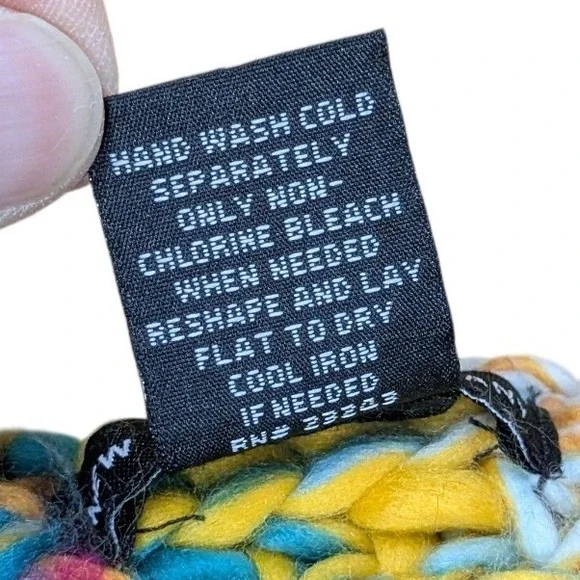 HAND WASH COLD
SEPARATELY
ONLY NON-
CHLORINE BLEACH
WHEN NEEDED
RESHAPE AND LAY
FLAT TO DRY
COOL IRON
IF NEEDED